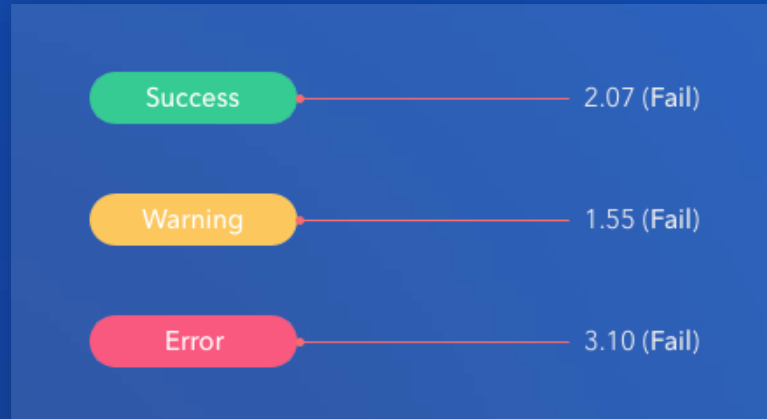 Success 2.07 (Fail)
Warning 1.55 (Fail)
Error 3.10 (Fail)